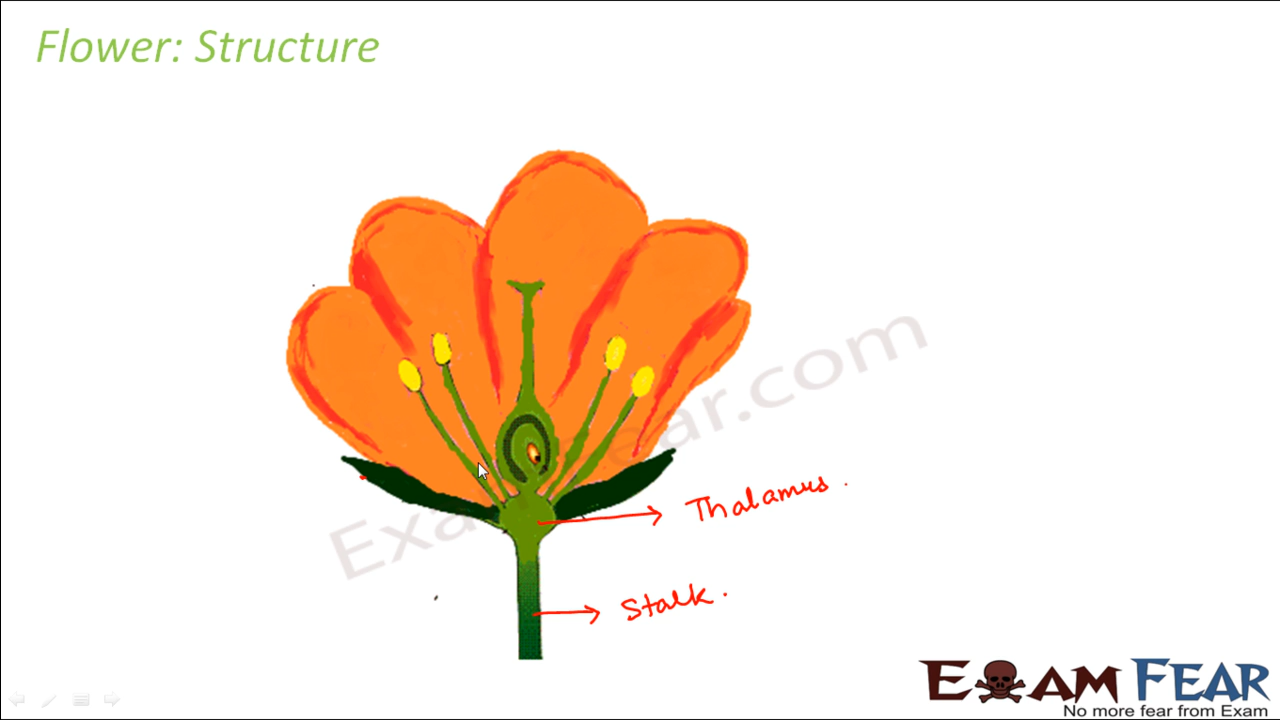 Flower: Structure
ExamFear.com
Thalamus.
Stalk.
EXAM FEAR
No more fear from Exam